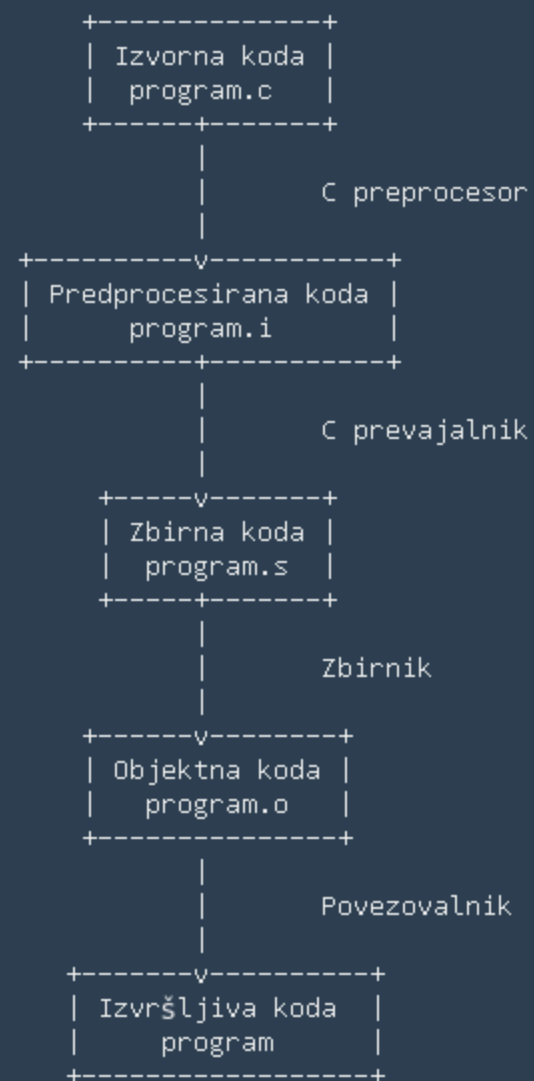 Izvorna koda
program.c
C preprocesor
Predprocesirana koda
program.i
C prevajalnik
Zbirna koda
program.s
Zbirnik
Objektna koda
program.o
Povezovalnik
Izvršljiva koda
program